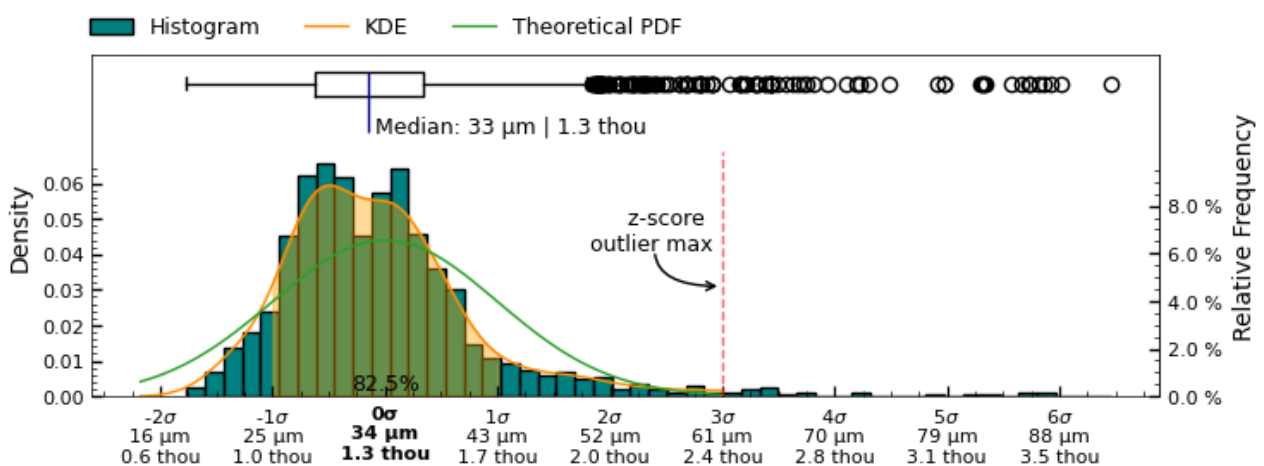 Histogram KDE Theoretical PDF
Median: 33 µm | 1.3 thou
Density
0.06
0.05
0.04
0.03
0.02
0.01
0.00
z-score
outlier max
82.5%
Relative Frequency
8.0 %
6.0 %
4.0 %
2.0 %
0.0 %
-2σ -1σ 0σ 1σ 2σ 3σ 4σ 5σ 6σ
16 µm 25 µm 34 µm 43 µm 52 µm 61 µm 70 µm 79 µm 88 µm
0.6 thou 1.0 thou 1.3 thou 1.7 thou 2.0 thou 2.4 thou 2.8 thou 3.1 thou 3.5 thou